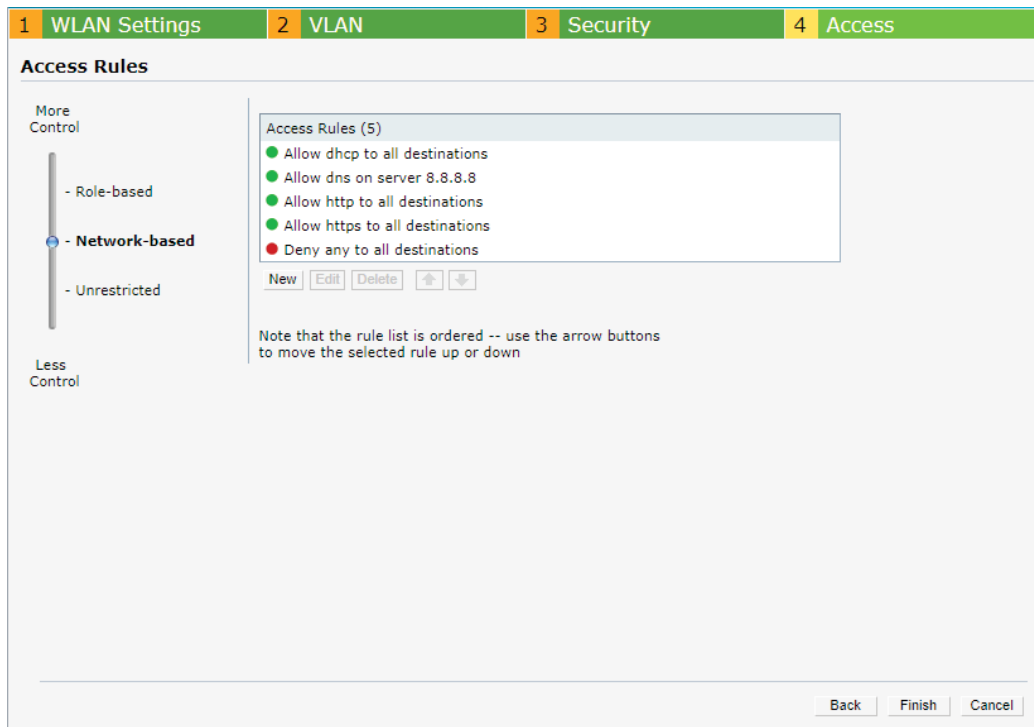 1 WLAN Settings 2 VLAN 3 Security 4 Access
Access Rules
More
Control
- Role-based
- Network-based
- Unrestricted
Less
Control
Access Rules (5)
Allow dhcp to all destinations
Allow dns on server 8.8.8.8
Allow http to all destinations
Allow https to all destinations
Deny any to all destinations
New Edit Delete
Note that the rule list is ordered -- use the arrow buttons
to move the selected rule up or down
Back Finish Cancel